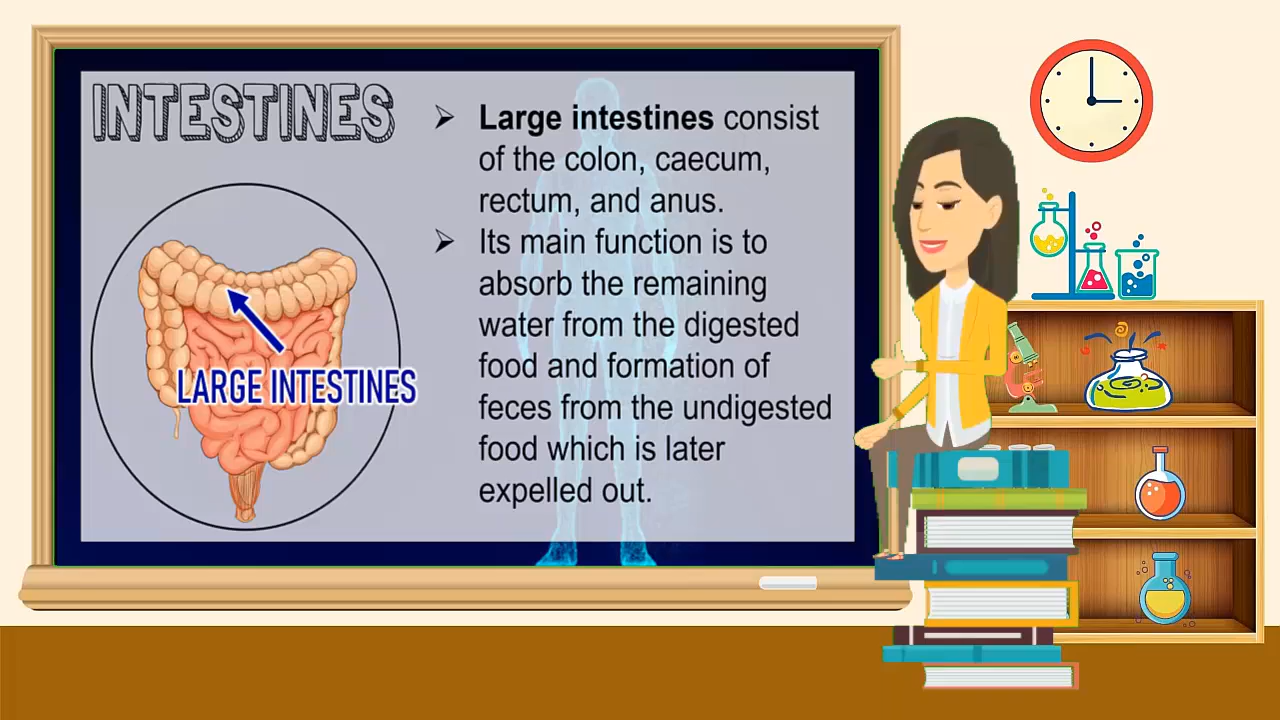 INTESTINES
LARGE INTESTINES
➢ Large intestines consist
of the colon, caecum,
rectum, and anus.
➢ Its main function is to
absorb the remaining
water from the digested
food and formation of
feces from the undigested
food which is later
expelled out.